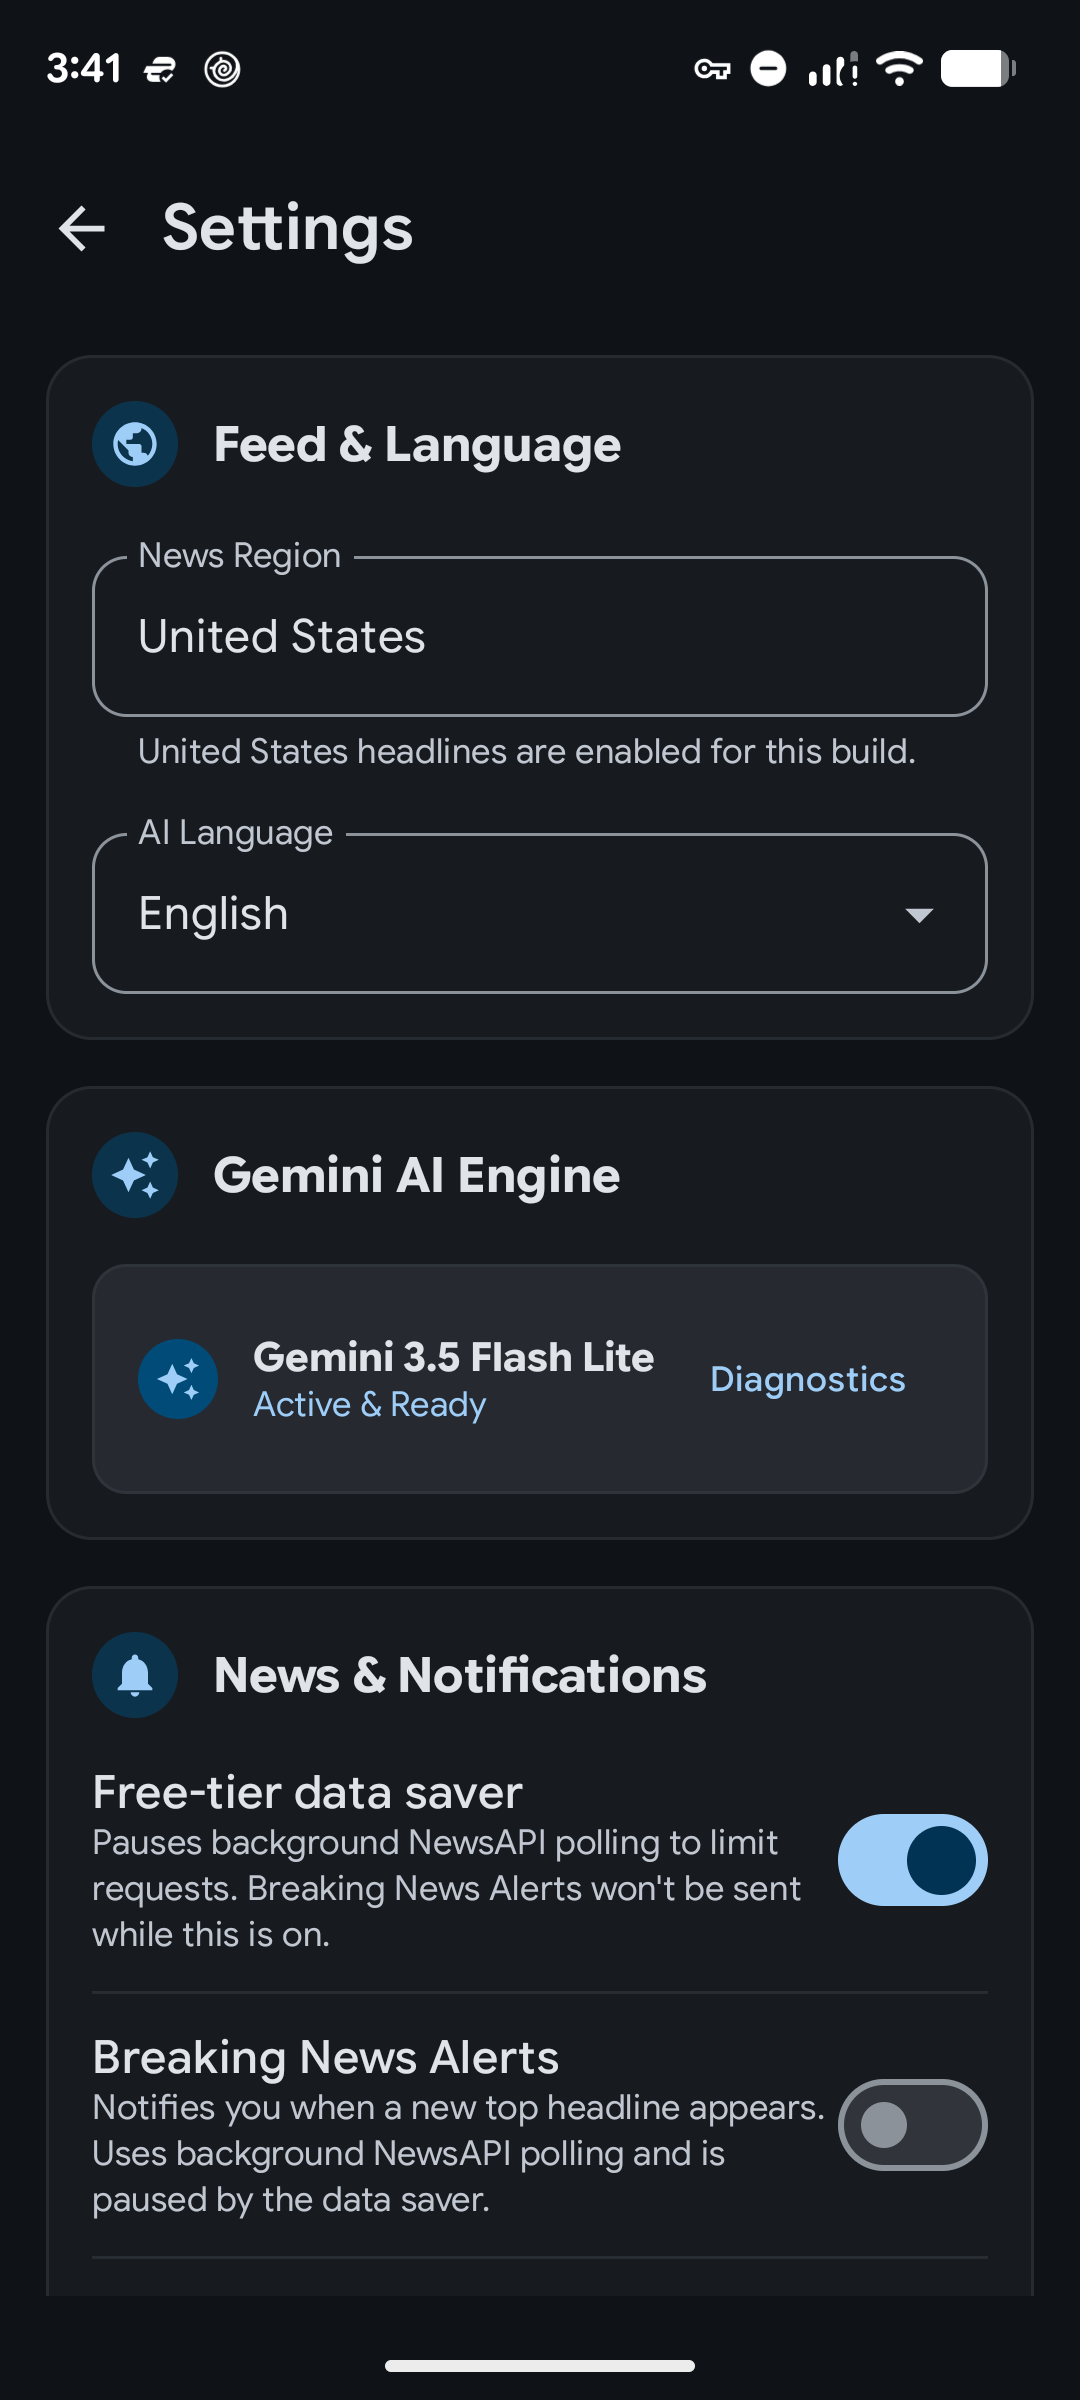 3:41
Settings
Feed & Language
News Region
United States
United States headlines are enabled for this build.
AI Language
English
Gemini AI Engine
Gemini 3.5 Flash Lite
Active & Ready
Diagnostics
News & Notifications
Free-tier data saver
Pauses background NewsAPI polling to limit
requests. Breaking News Alerts won't be sent
while this is on.
Breaking News Alerts
Notifies you when a new top headline appears.
Uses background NewsAPI polling and is
paused by the data saver.